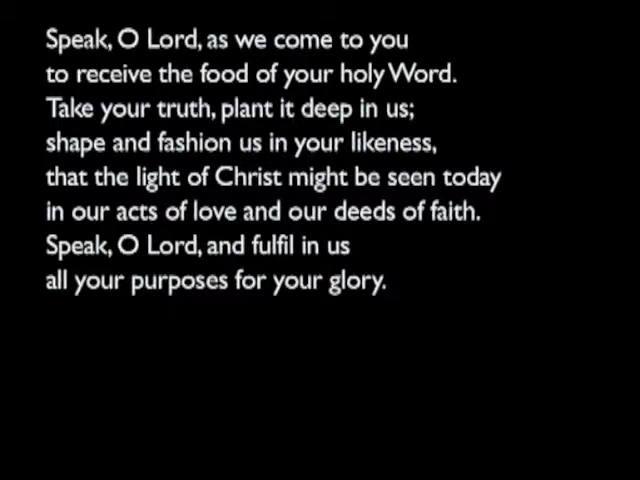 Speak, O Lord, as we come to you
to receive the food of your holy Word.
Take your truth, plant it deep in us;
shape and fashion us in your likeness,
that the light of Christ might be seen today
in our acts of love and our deeds of faith.
Speak, O Lord, and fulfil in us
all your purposes for your glory.